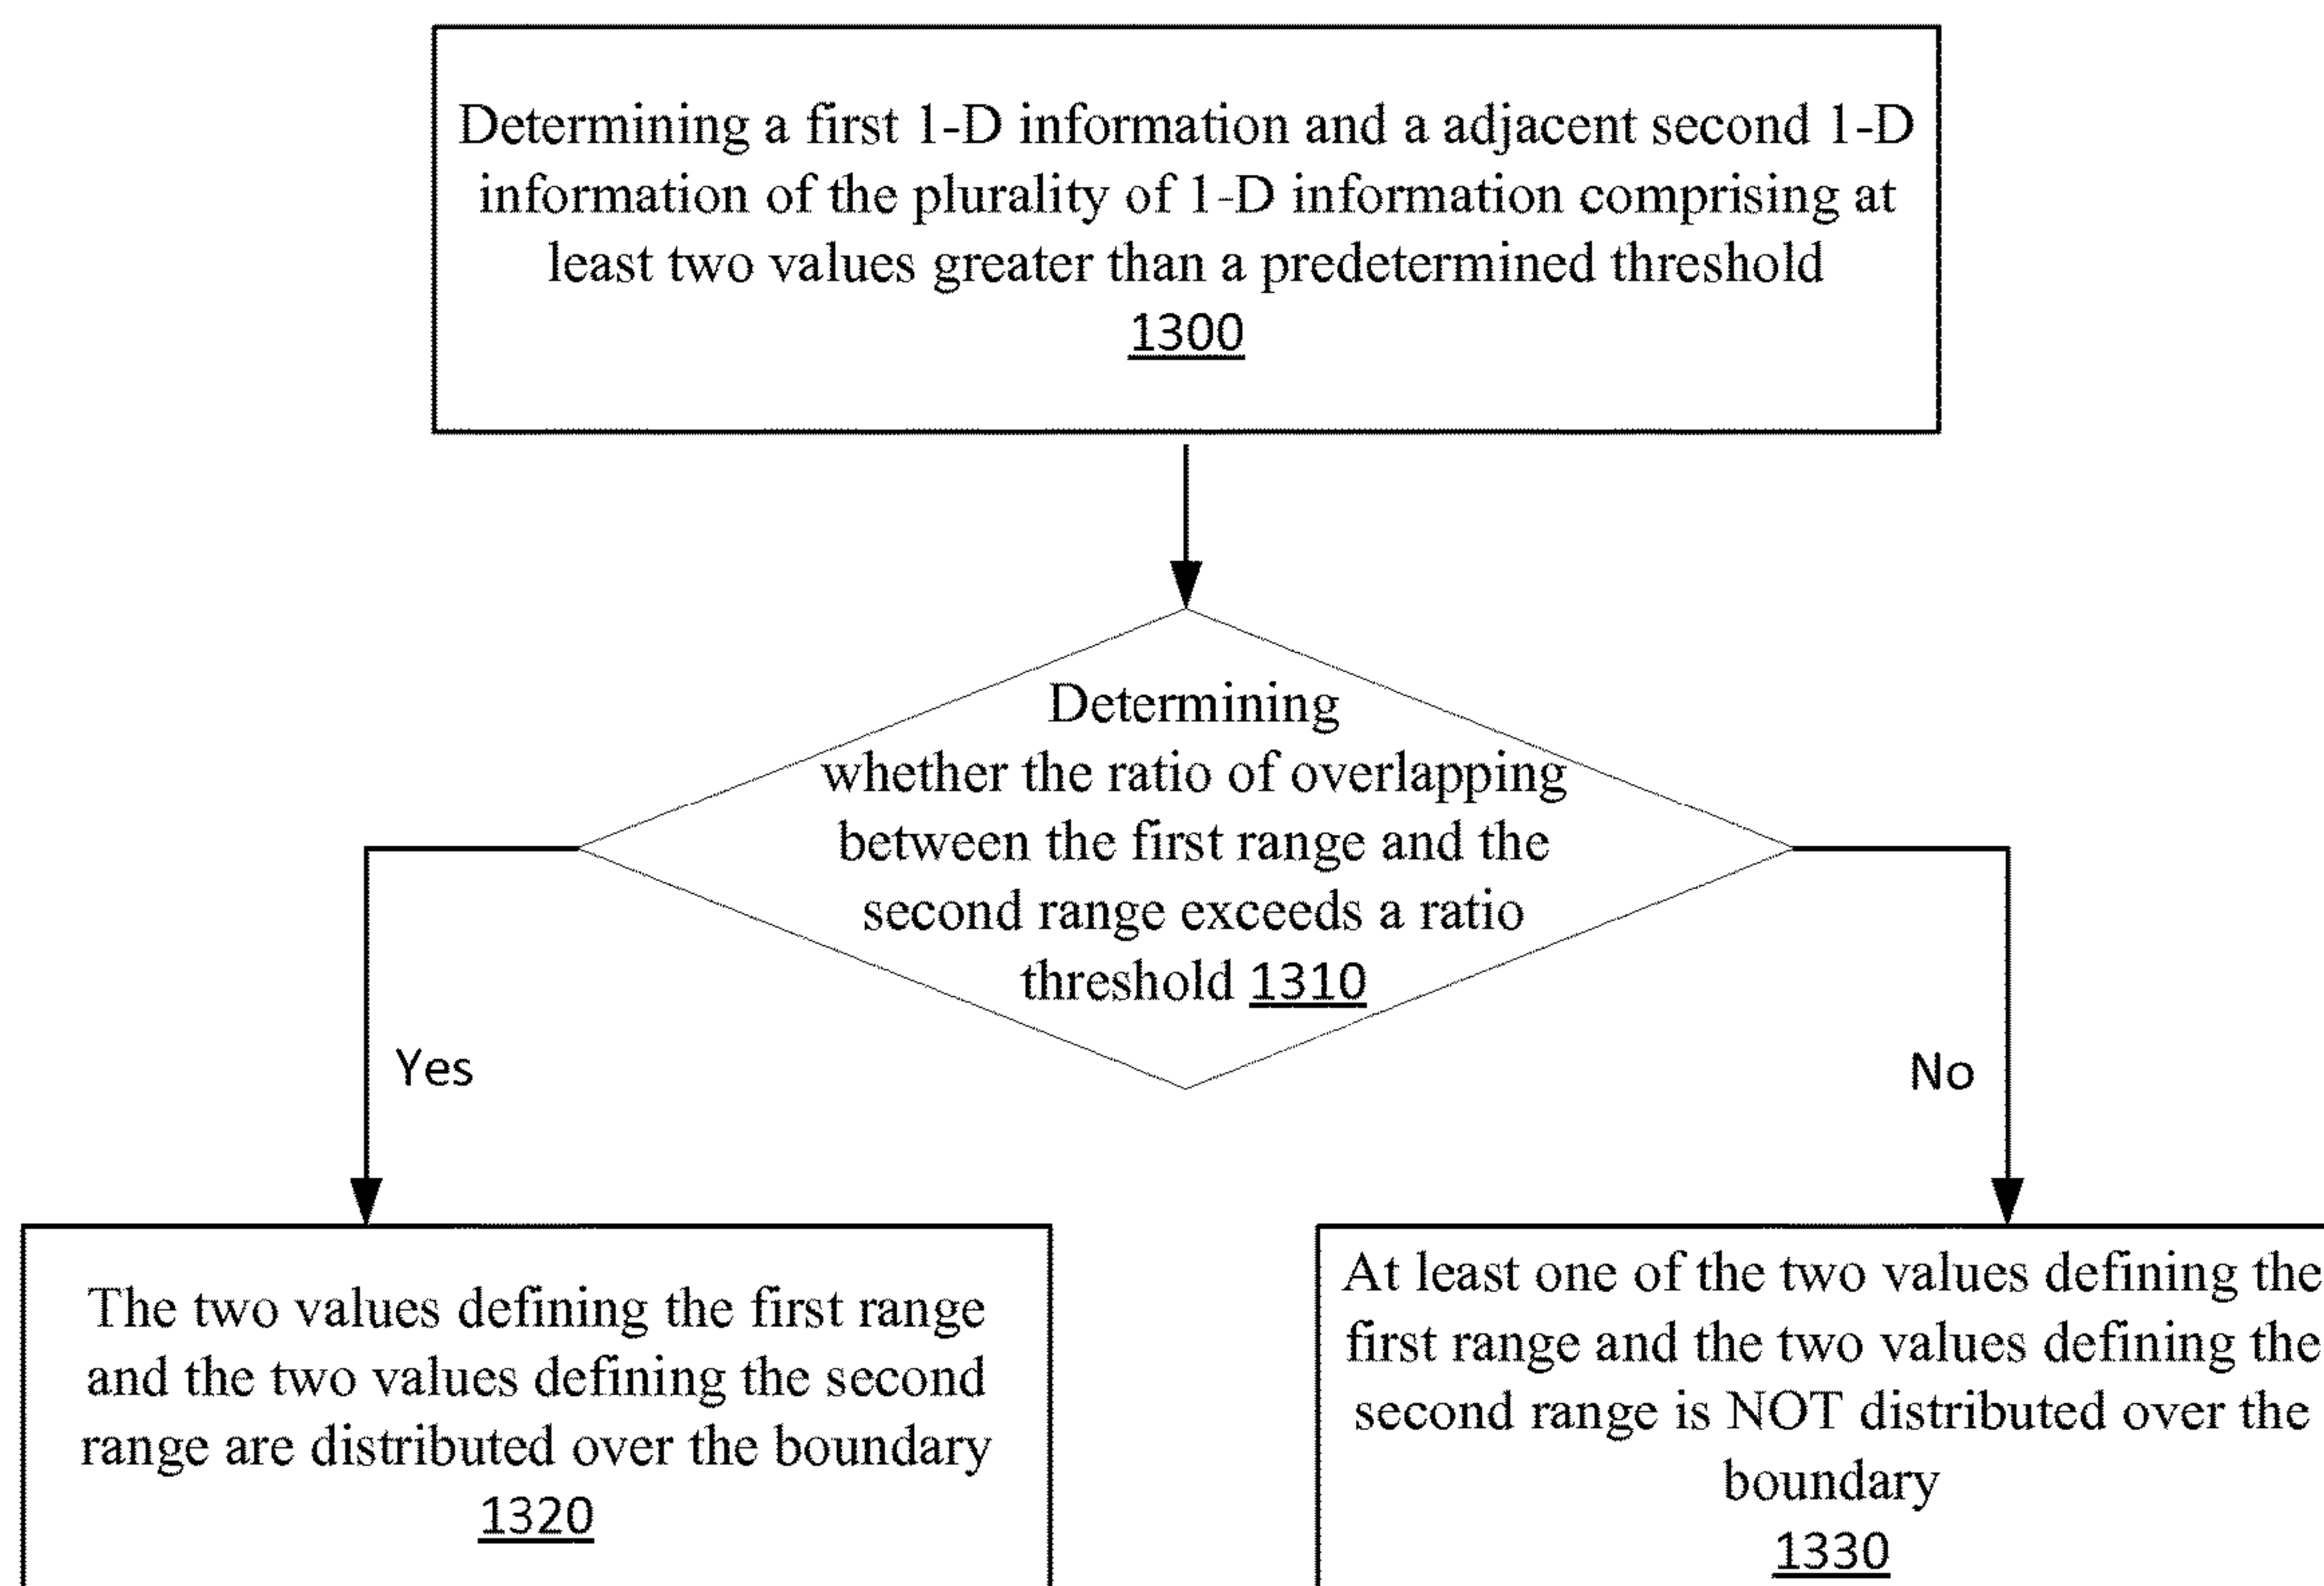 Determining a first 1-D information and a adjacent second 1-D
information of the plurality of 1-D information comprising at
least two values greater than a predetermined threshold
1300
Determining
whether the ratio of overlapping
between the first range and the
second range exceeds a ratio
threshold 1310
Yes
No
The two values defining the first range
and the two values defining the second
range are distributed over the boundary
1320
At least one of the two values defining the
first range and the two values defining the
second range is NOT distributed over the
boundary
1330